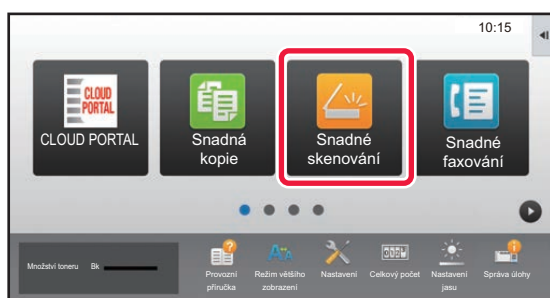 10:15
CLOUD
PORTAL
CLOUD PORTAL
Snadná
kopie
Snadné
skenování
Snadné
faxování
Množství toneru Bk
Provozní
příručka
Režim většího
zobrazení
Nastavení
Celkový počet
Nastavení
jasu
Správa úlohy